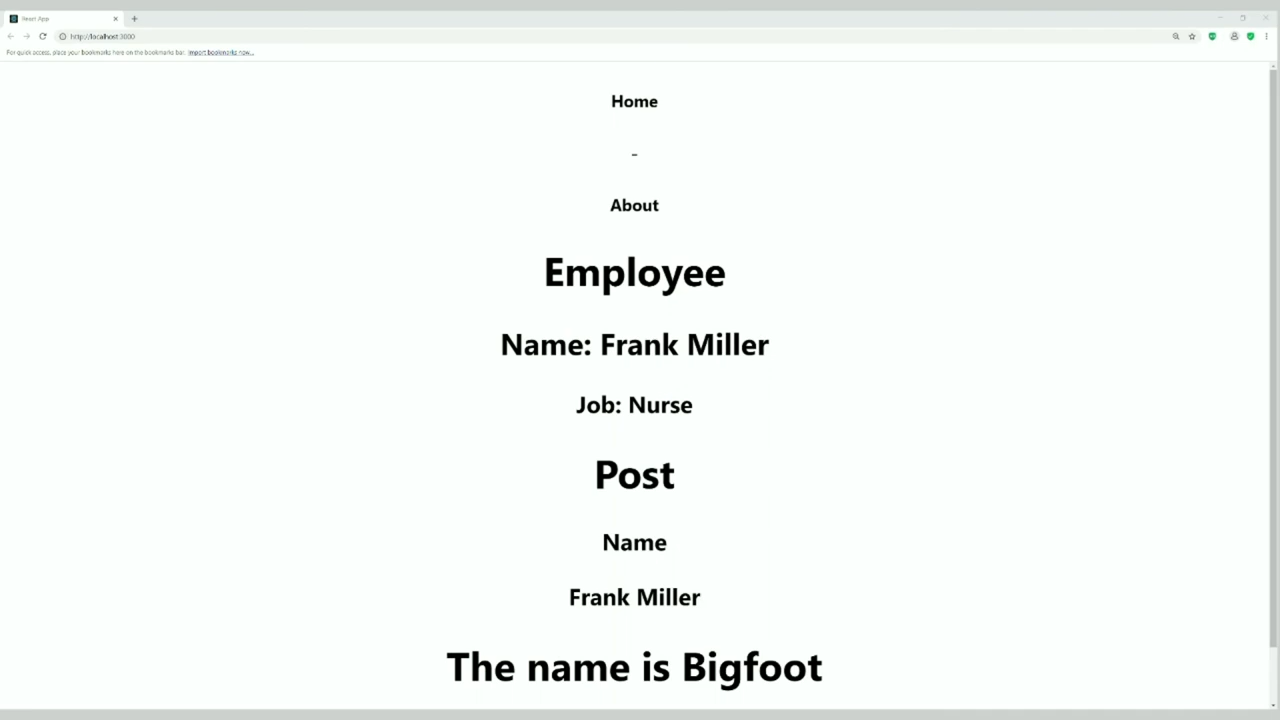 React App
http://localhost:3000
For quick access, place your bookmarks here on the bookmarks bar. Import bookmarks now...
Home
-
About
Employee
Name: Frank Miller
Job: Nurse
Post
Name
Frank Miller
The name is Bigfoot